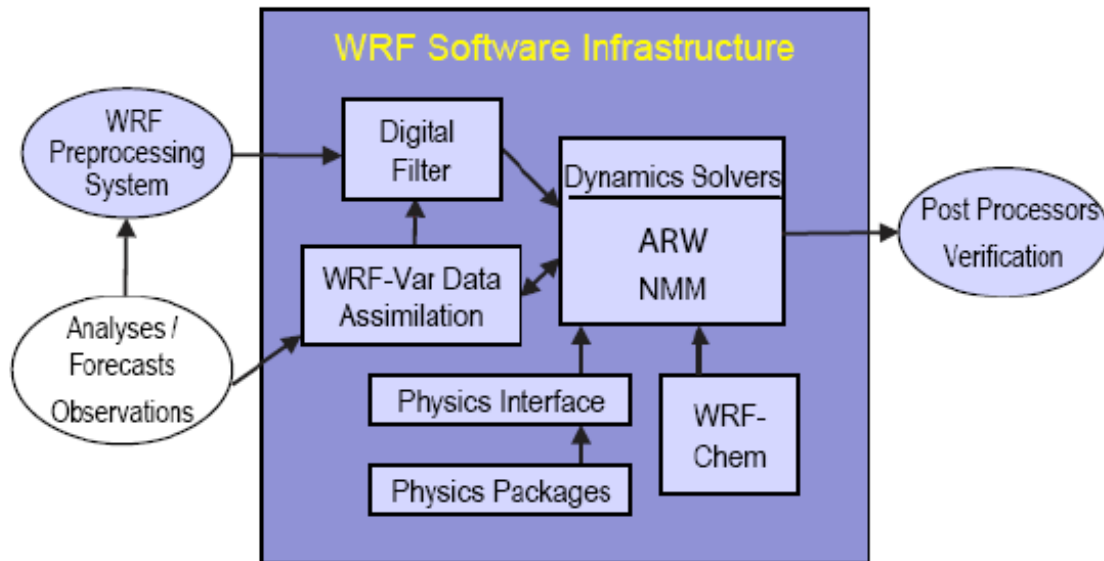 WRF Software Infrastructure
WRF
Preprocessing
System
Digital
Filter
Dynamics Solvers
ARW
NMM
Post Processors
Verification
WRF-Var Data
Assimilation
Analyses /
Forecasts
Observations
Physics Interface
WRF-
Chem
Physics Packages